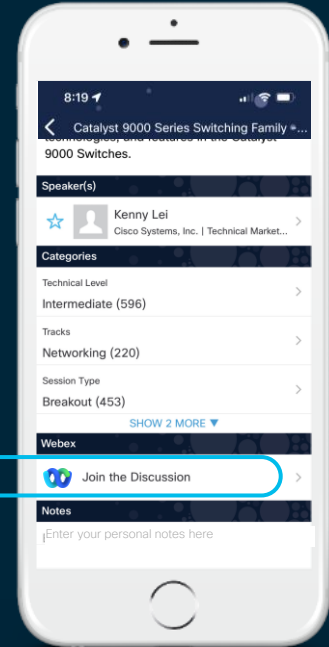 8:19
Catalyst 9000 Series Switching Family -...
technologies, and features in the Catalyst
9000 Switches.
Speaker(s)
Kenny Lei
Cisco Systems, Inc. | Technical Market...
Categories
Technical Level
Intermediate (596)
Tracks
Networking (220)
Session Type
Breakout (453)
SHOW 2 MORE ▼
Webex
Join the Discussion
Notes
Enter your personal notes here